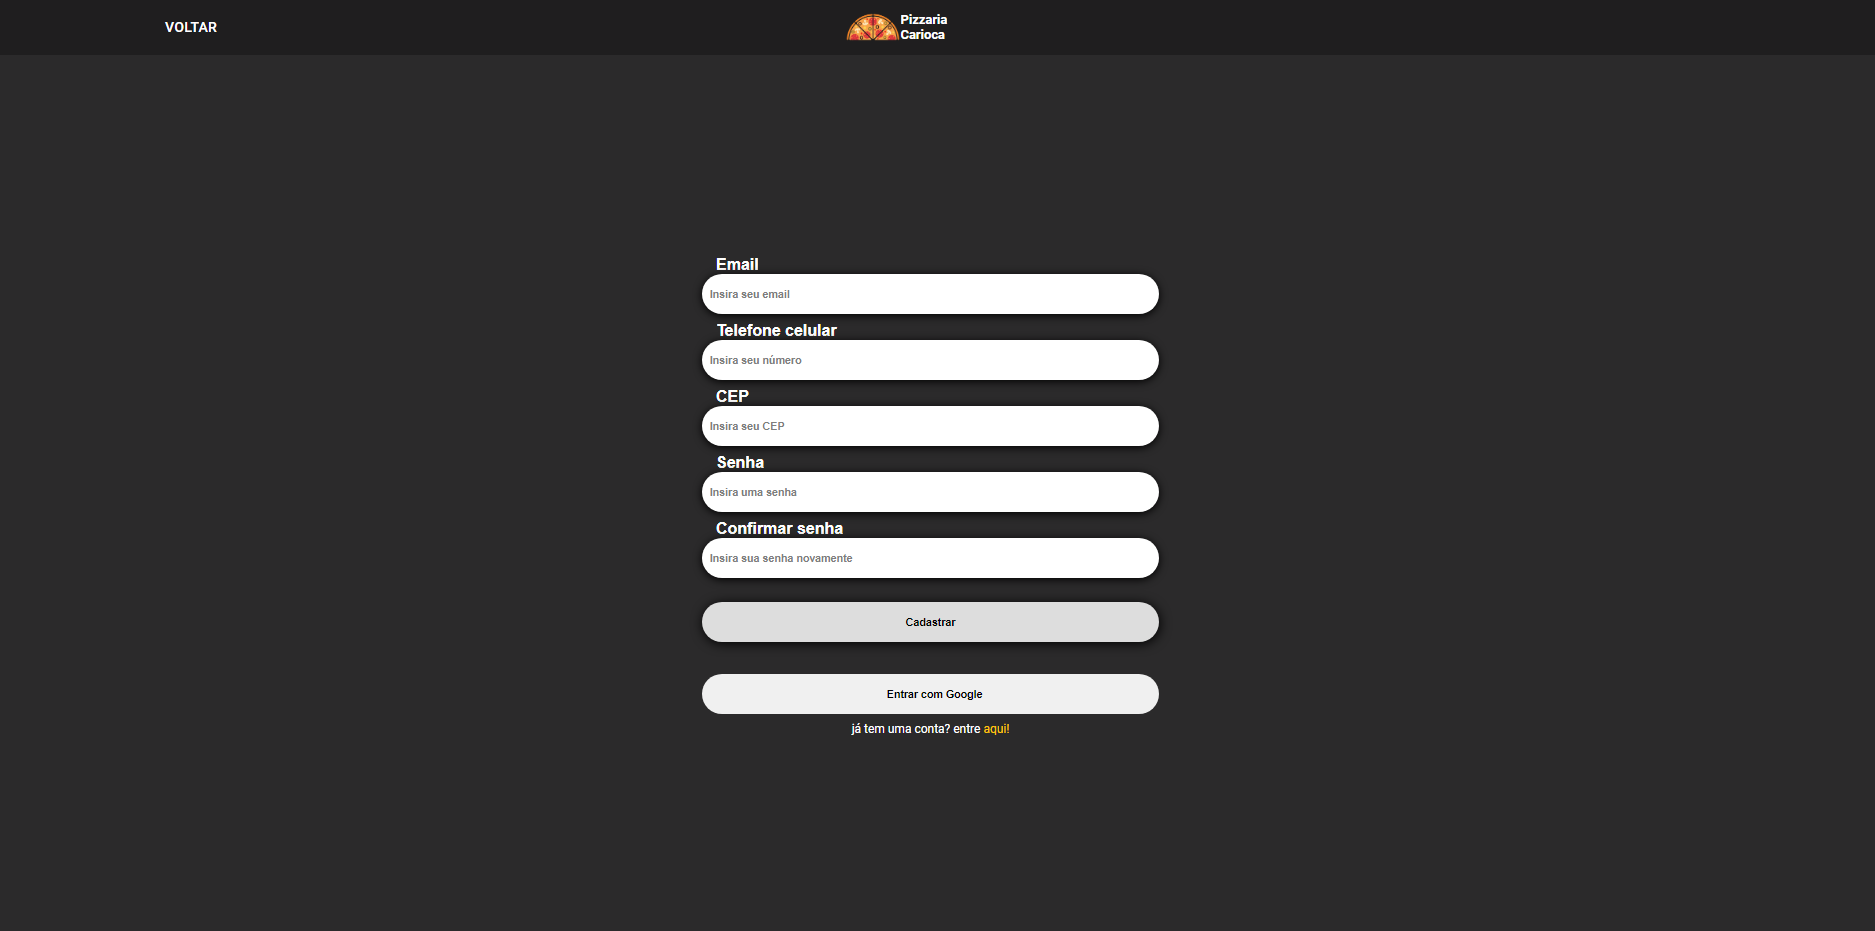 VOLTAR
Pizzaria
Carioca
Email
Insira seu email
Telefone celular
Insira seu número
CEP
Insira seu CEP
Senha
Insira uma senha
Confirmar senha
Insira sua senha novamente
Cadastrar
Entrar com Google
já tem uma conta? entre aqui!